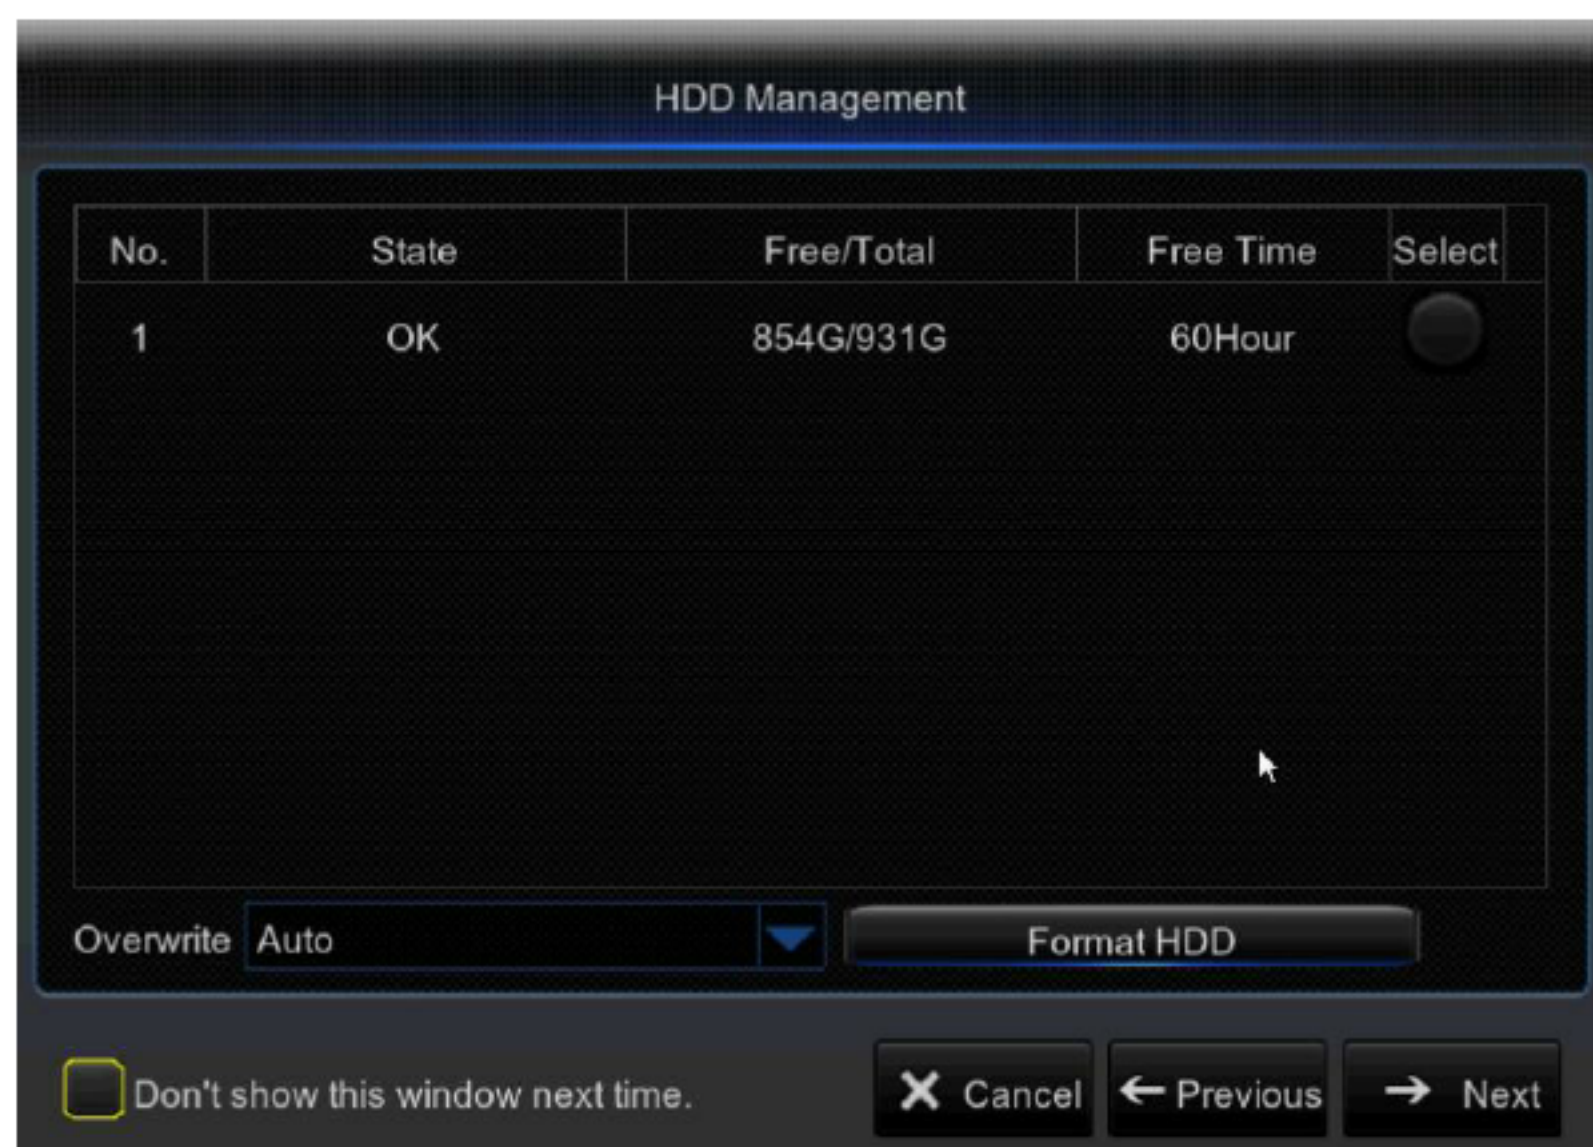 HDD Management
No. State Free/Total Free Time Select
1 OK 854G/931G 60Hour
Overwrite Auto Format HDD
Don't show this window next time. Cancel Previous Next